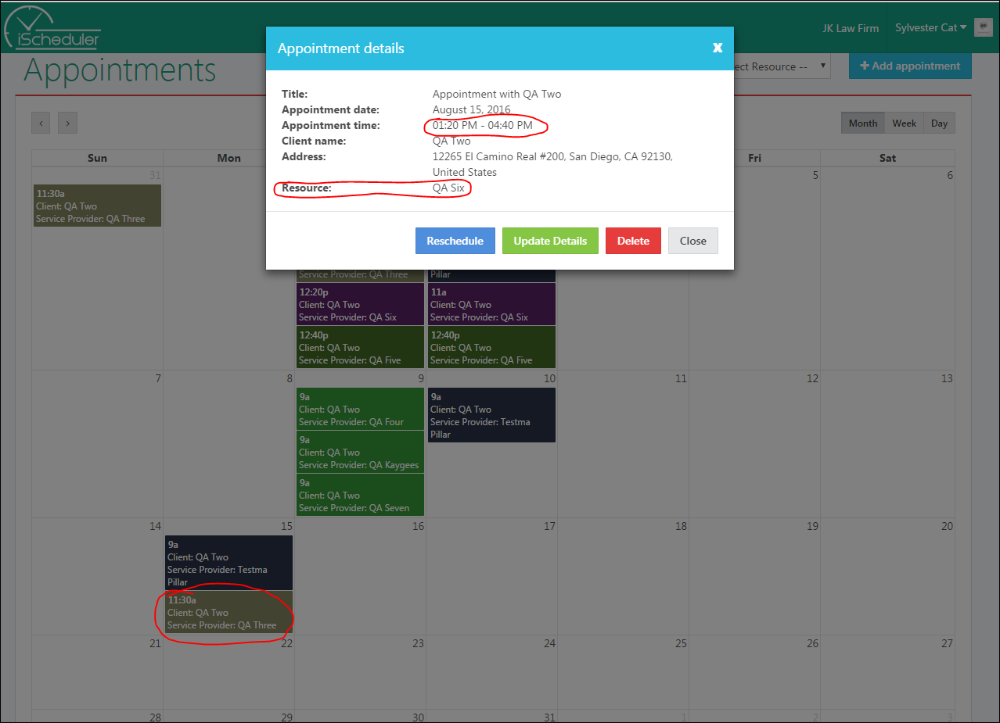 iScheduler
JK Law Firm
Sylvester Cat
Appointments
ect Resource --
+ Add appointment
Appointment details
x
Title: Appointment with QA Two
Appointment date: August 15, 2016
Appointment time: 01:20 PM - 04:40 PM
Client name: QA Two
Address: 12265 El Camino Real #200, San Diego, CA 92130,
United States
Resource: QA Six
Reschedule Update Details Delete Close
‹ ›
Month Week Day
Sun Mon Fri Sat
31 5 6
11:30a
Client: QA Two
Service Provider: QA Three
Service Provider: QA Three
12:20p
Client: QA Two
Service Provider: QA Six
12:40p
Client: QA Two
Service Provider: QA Five
Pillar
11a
Client: QA Two
Service Provider: QA Six
12:40p
Client: QA Two
Service Provider: QA Five
7 8 9 10 11 12 13
9a
Client: QA Two
Service Provider: QA Four
9a
Client: QA Two
Service Provider: QA Kaygees
9a
Client: QA Two
Service Provider: QA Seven
9a
Client: QA Two
Service Provider: Testma
Pillar
14 15 16 17 18 19 20
9a
Client: QA Two
Service Provider: Testma
Pillar
11:30a
Client: QA Two
Service Provider: QA Three
21 22 23 24 25 26 27
28 29 30 31 1 2 3